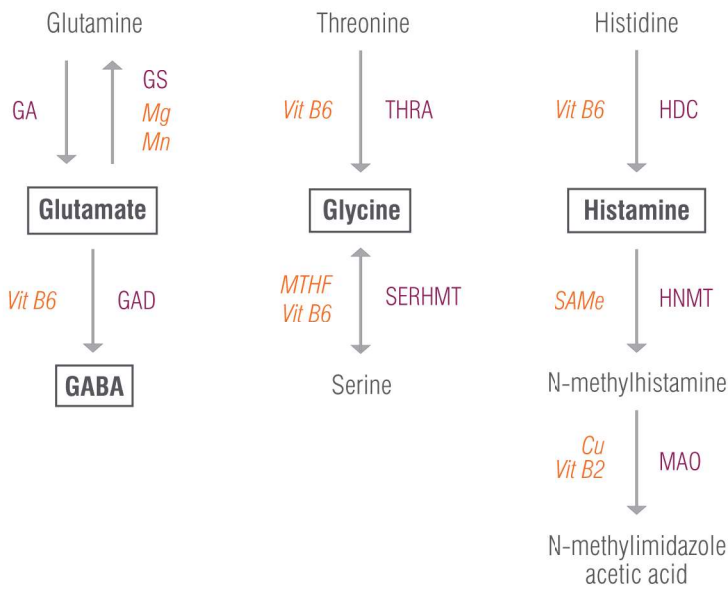 Glutamine
GA
GS
Mg
Mn
Glutamate
Vit B6
GAD
GABA
Threonine
Vit B6
THRA
Glycine
MTHF
Vit B6
SERHMT
Serine
Histidine
Vit B6
HDC
Histamine
SAMe
HNMT
N-methylhistamine
Cu
Vit B2
MAO
N-methylimidazole
acetic acid